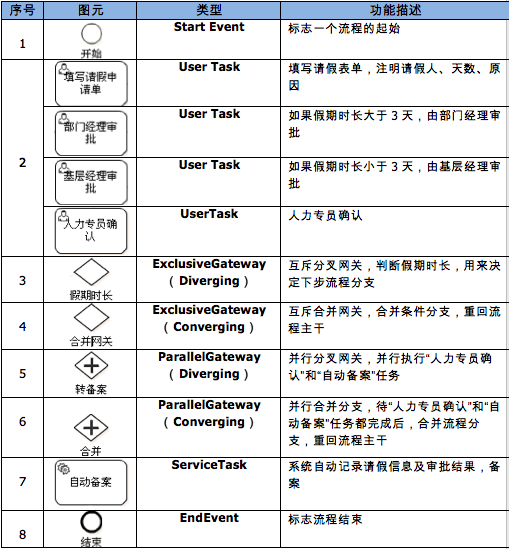 序号 图元 类型 功能描述
1 开始 Start Event 标志一个流程的起始
2
填写请假申
请单
User Task
填写请假表单，注明请假人、天数、原
因
部门经理审
批
User Task
如果假期时长大于 3 天，由部门经理审
批
基层经理审
批
User Task
如果假期时长小于 3 天，由基层经理审
批
人力专员确
认
UserTask
人力专员确认
3
假期时长
ExclusiveGateway
（ Diverging ）
互斥分叉网关，判断假期时长，用来决
定下步流程分支
4
合并网关
ExclusiveGateway
（ Converging ）
互斥合并网关，合并条件分支，重回流
程主干
5
转备案
ParallelGateway
（ Diverging ）
并行分叉网关，并行执行“人力专员确
认”和“自动备案”任务
6
合并
ParallelGateway
（ Converging ）
并行合并分支，待“人力专员确认”和“自
动备案”任务都完成后，合并流程分
支，重回流程主干
7
自动备案
ServiceTask
系统自动记录请假信息及审批结果，备
案
8
结束
EndEvent
标志流程结束